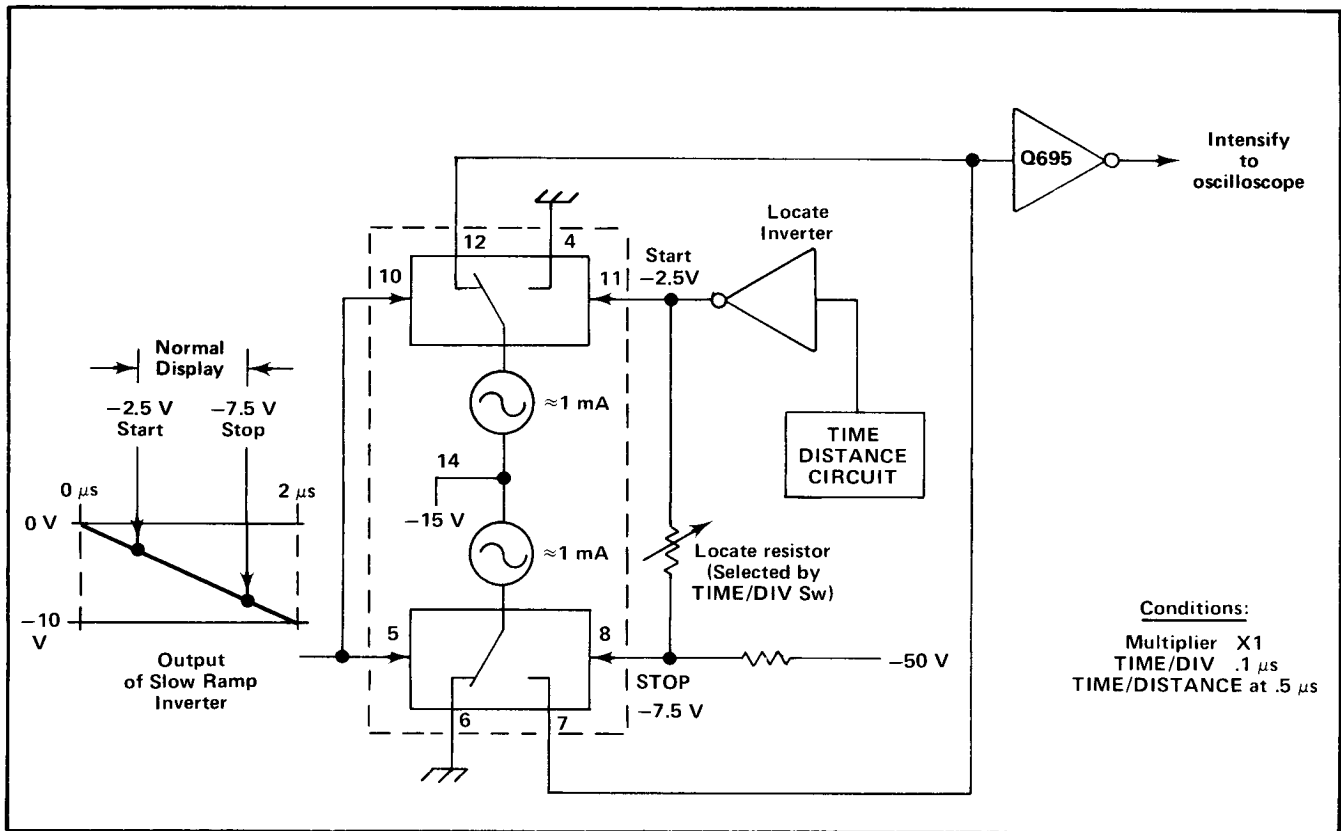 Q695
Intensify
to
oscilloscope
Locate
Inverter
12
4
Start
−2.5V
10
11
Normal
Display
−2.5 V
Start
−7.5 V
Stop
≈1 mA
TIME
DISTANCE
CIRCUIT
14
−15 V
0 μs
2 μs
0 V
≈1 mA
Locate resistor
(Selected by
TIME/DIV Sw)
−10
V
5
8
−50 V
Output
of Slow Ramp
Inverter
STOP
−7.5 V
6
7
Conditions:
Multiplier X1
TIME/DIV .1 μs
TIME/DISTANCE at .5 μs